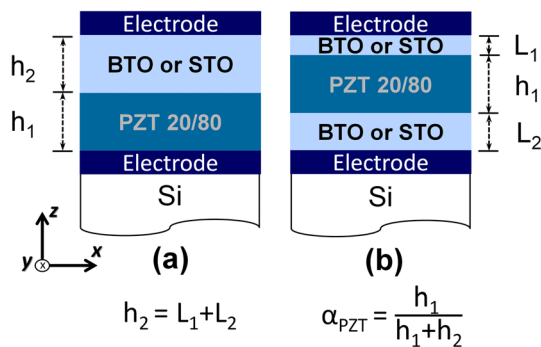 Electrode
h₂
BTO or STO
h₁
PZT 20/80
Electrode
Si
z
y
x
x
(a)
Electrode
BTO or STO
L₁
PZT 20/80
h₁
BTO or STO
L₂
Electrode
Si
(b)
h₂ = L₁+L₂
α_PZT = h₁ / h₁+h₂